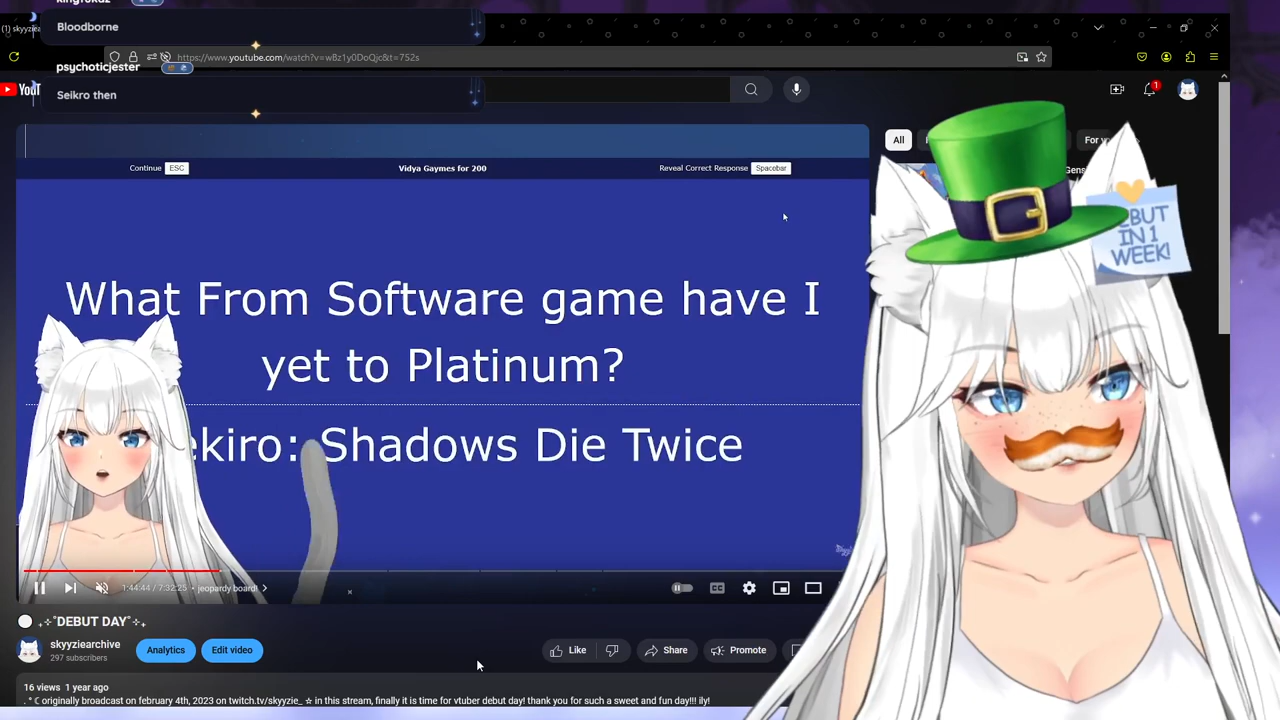 Bloodborne
psychoticjester
Seikro then
https://www.youtube.com/watch?v=wBz1y0DoQjc&t=752s
1
All
For
Continue ESC
Vidya Gaymes for 200
Reveal Correct Response Spacebar
DEBUT
IN 1
WEEK!
What From Software game have I
yet to Platinum?
ekiro: Shadows Die Twice
1:44:44 / 7:32:25 • jeopardy board! >
DEBUT DAY
skyyziearchive
297 subscribers
Analytics
Edit video
Like
Share
Promote
16 views 1 year ago
originally broadcast on february 4th, 2023 on twitch.tv/skyyzie_ ☆ in this stream, finally it is time for vtuber debut day! thank you for such a sweet and fun day!!! ily!